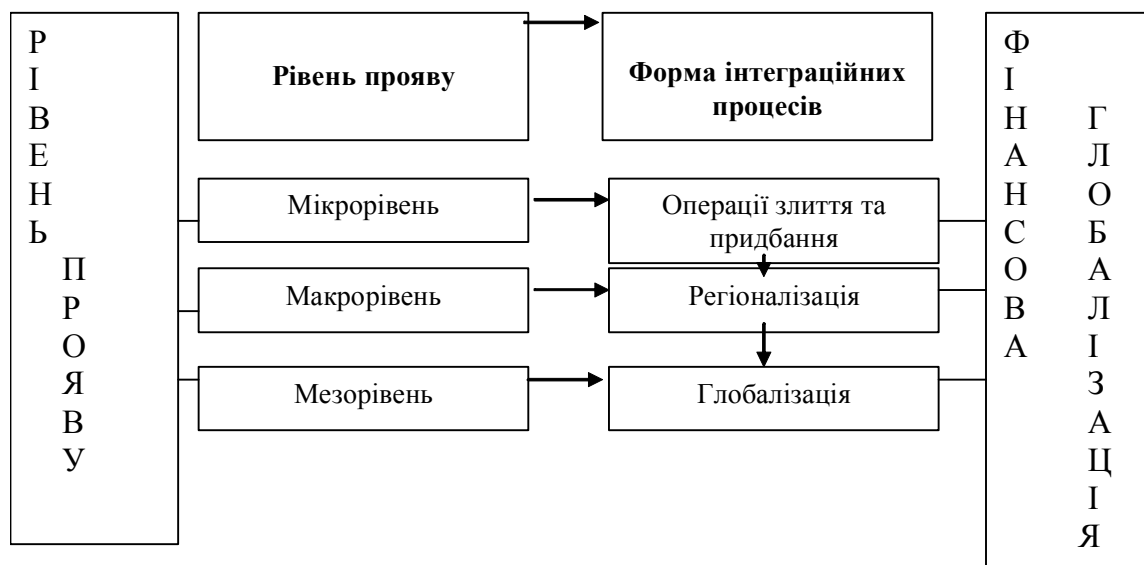 РІВЕНЬ ПРОЯВУ
Рівень прояву
Форма інтеграційних
процесів
Мікрорівень
Операції злиття та
придбання
Макрорівень
Регіоналізація
Мезорівень
Глобалізація
ФІНАНСОВА
ГЛОБАЛІЗАЦІЯ